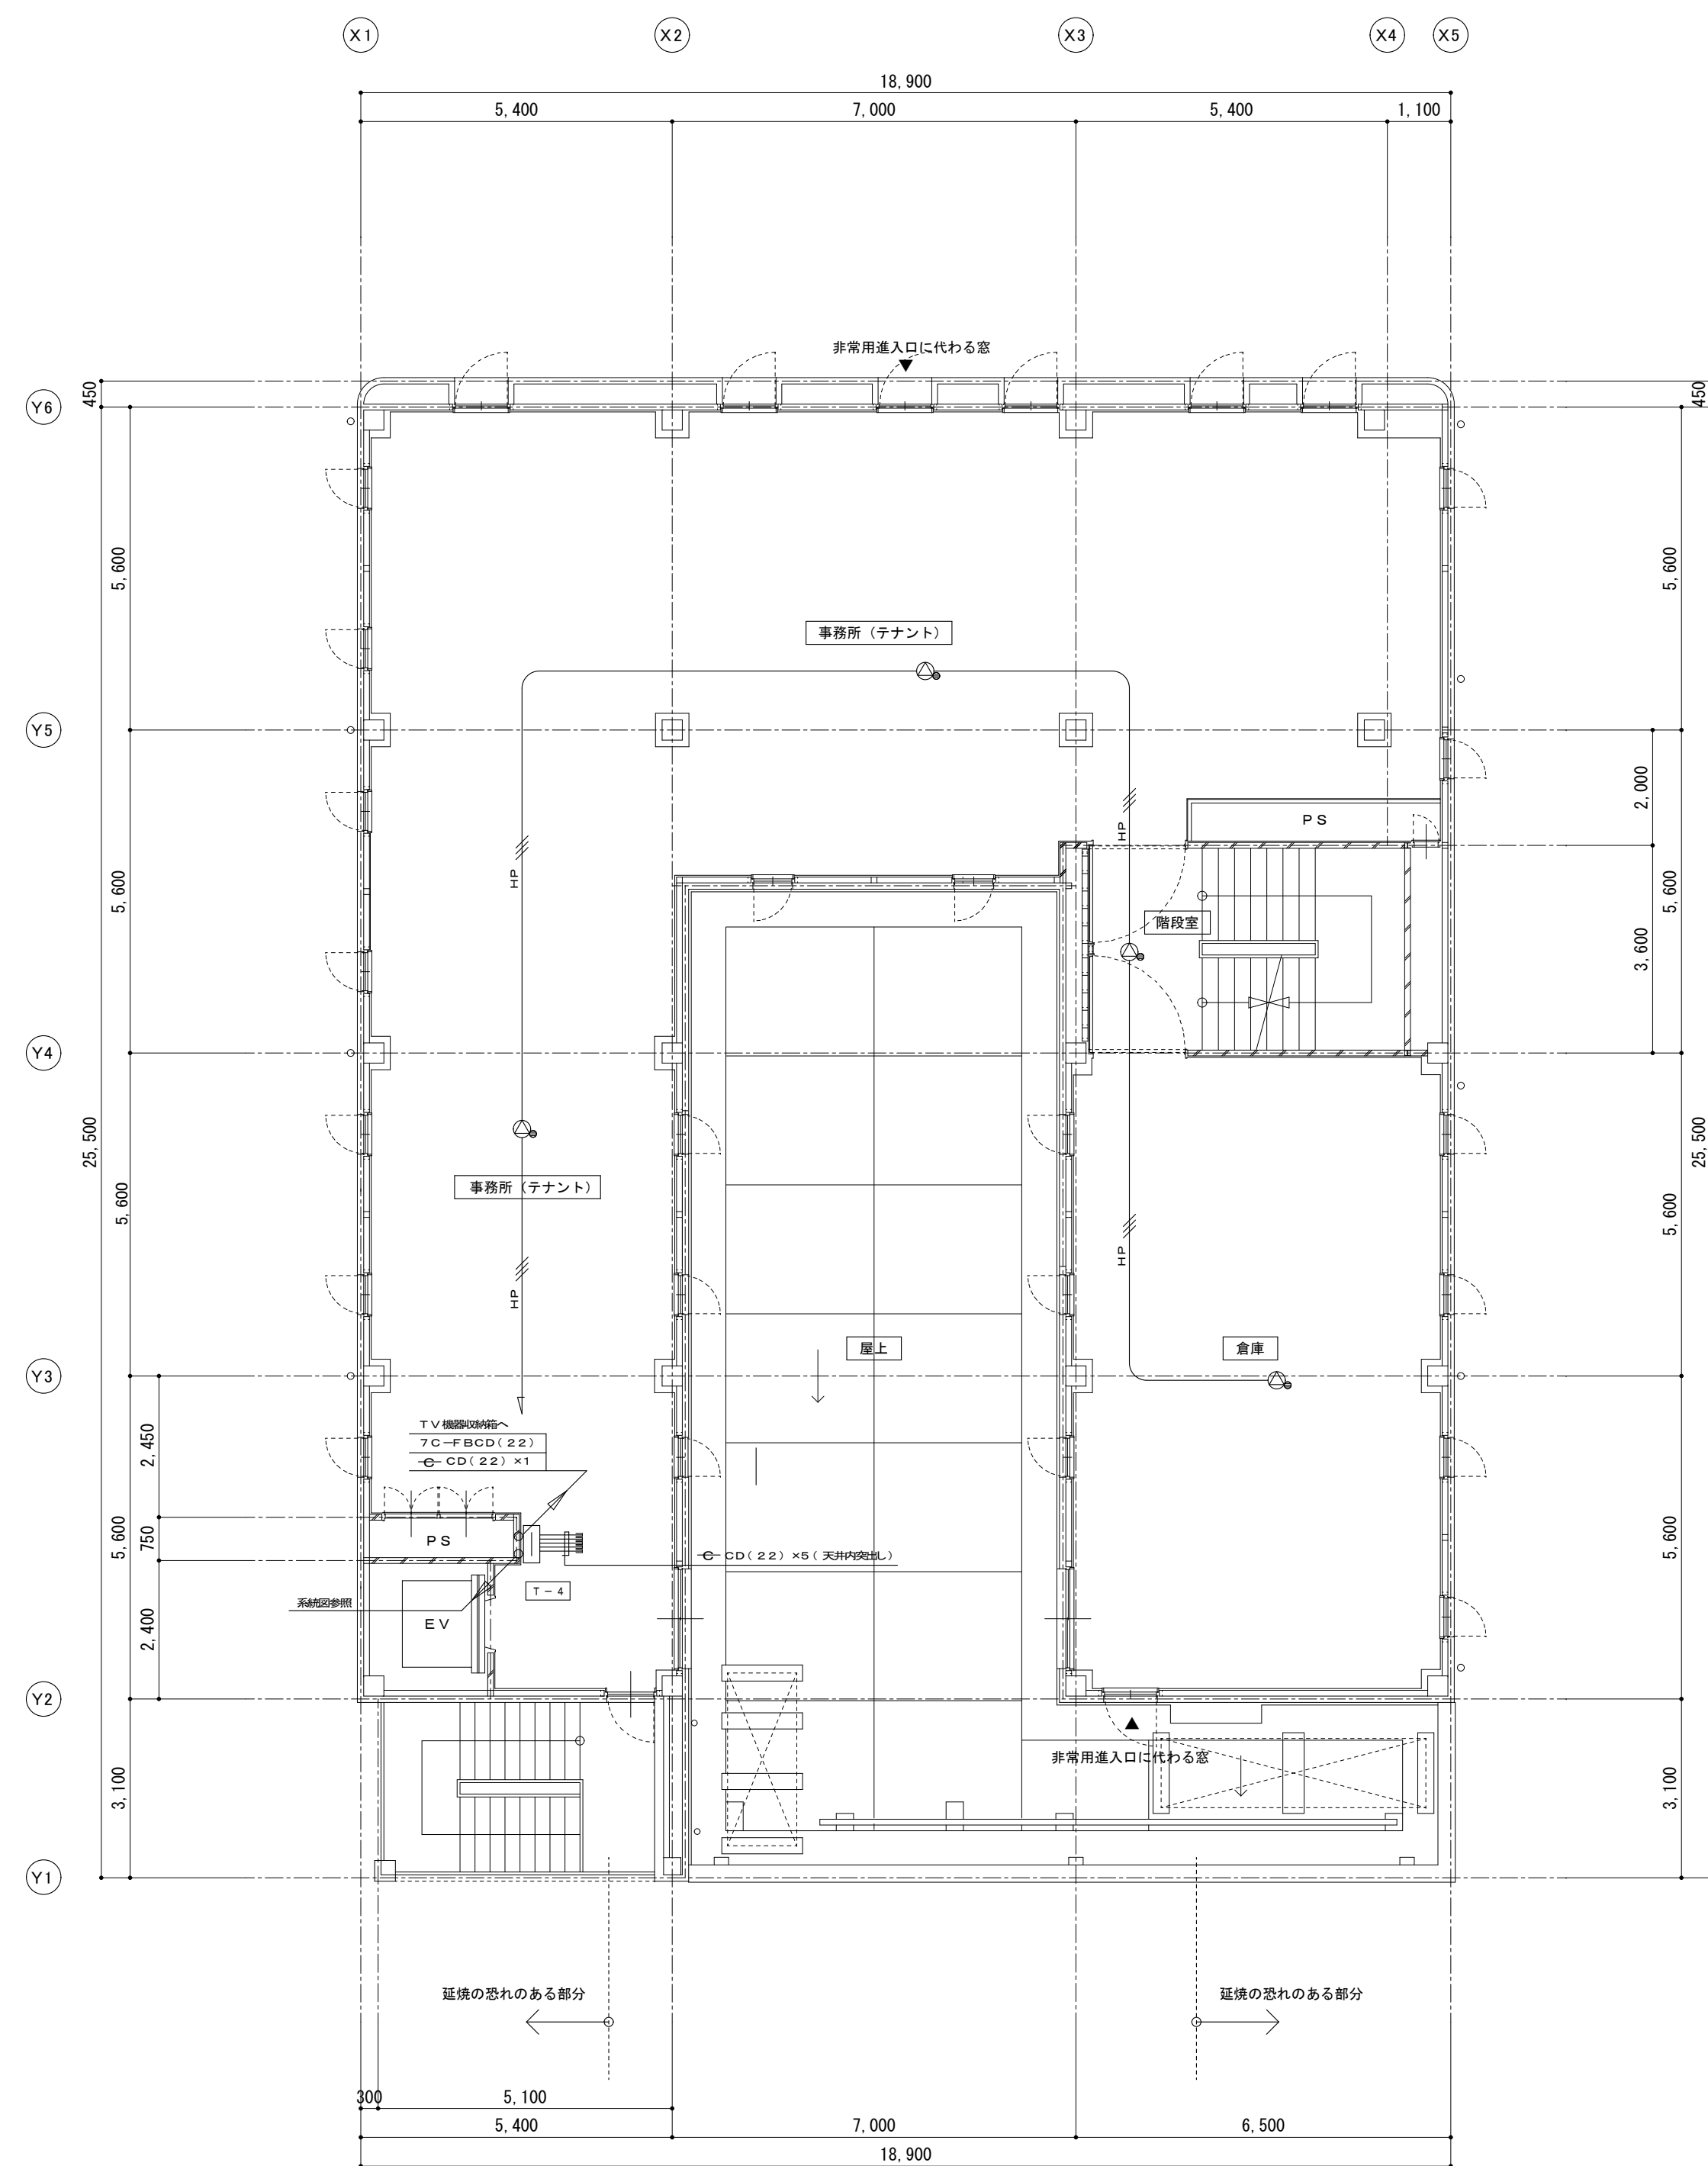 X1
X2
X3
X4
X5
18,900
5,400
7,000
5,400
1,100
非常用進入口に代わる窓
450
450
Y6
5,600
5,600
事務所（テナント）
Y5
2,000
HP
PS
HP
5,600
5,600
階段室
3,600
Y4
25,500
25,500
事務所（テナント）
5,600
5,600
HP
HP
屋上
倉庫
Y3
TV機器収納箱へ
7C-FBCD(22)
C CD(22)×1
2,450
PS
750
5,600
5,600
C CD(22)×5(天井内突出し)
T-4
系統図参照
EV
2,400
Y2
非常用進入口に代わる窓
3,100
3,100
Y1
延焼の恐れのある部分
延焼の恐れのある部分
300
5,100
5,400
7,000
6,500
18,900